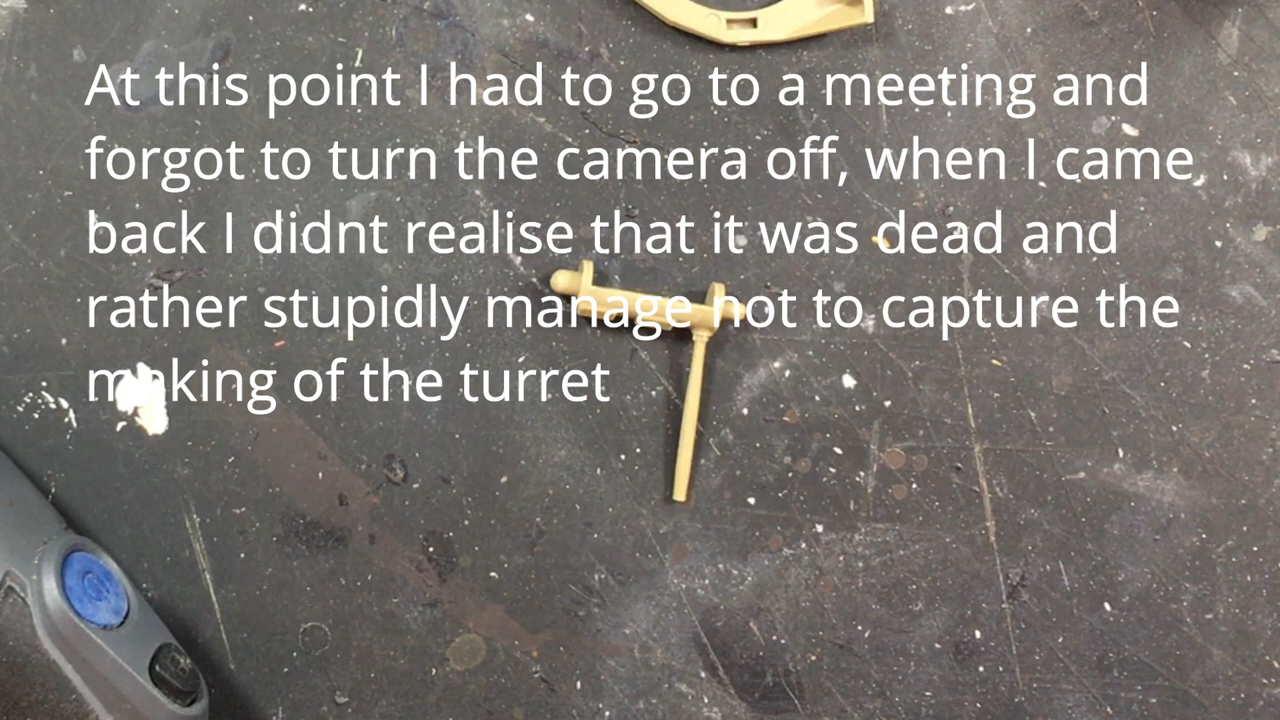 At this point I had to go to a meeting and
forgot to turn the camera off, when I came
back I didnt realise that it was dead and
rather stupidly manage not to capture the
making of the turret